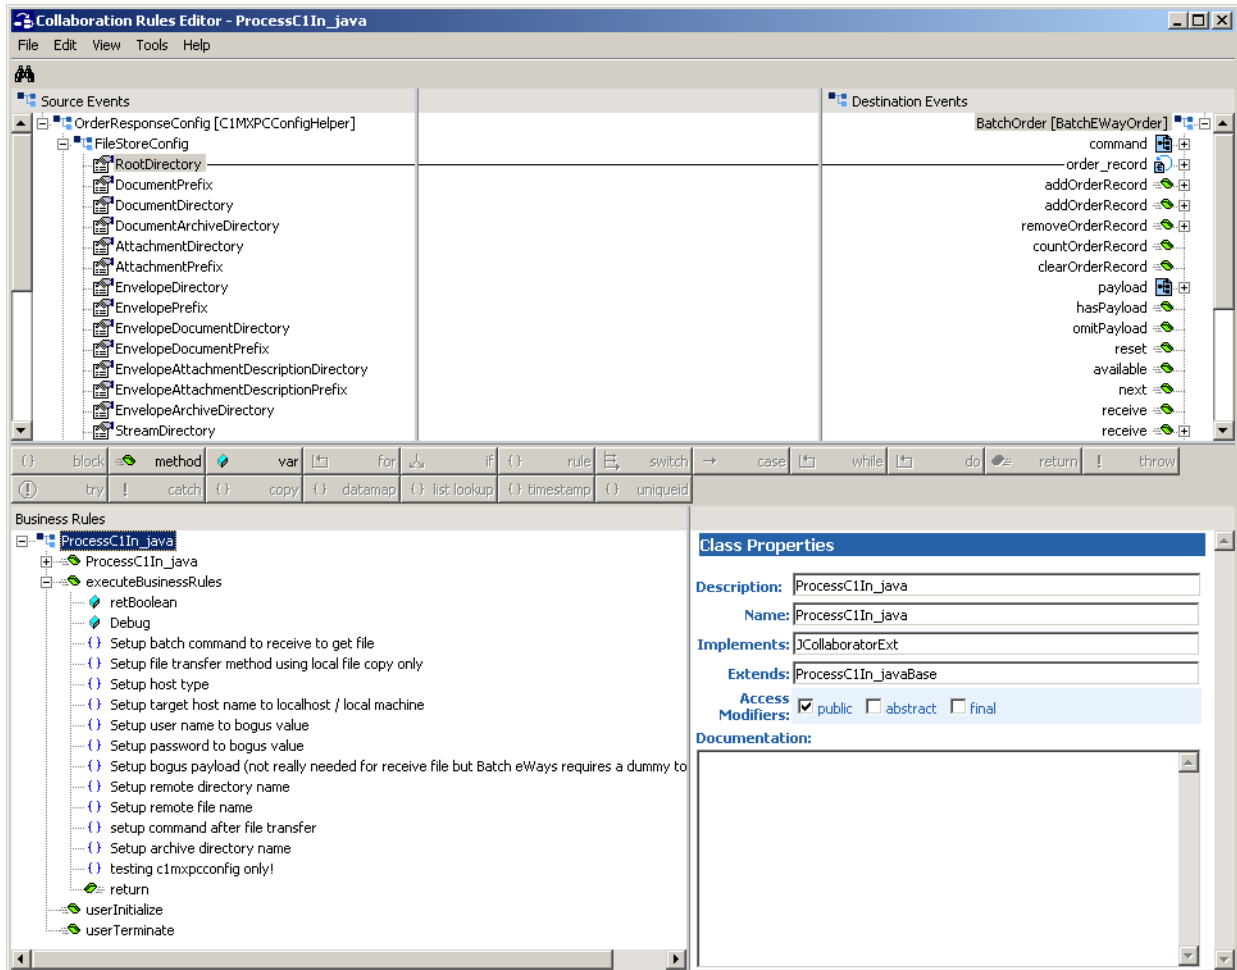 Collaboration Rules Editor - ProcessC1In_java
File Edit View Tools Help
Source Events
Destination Events
OrderResponseConfig [C1MXPCConfigHelper]
BatchOrder [BatchEWayOrder]
FileStoreConfig
command
RootDirectory
order_record
DocumentPrefix
addOrderRecord
DocumentDirectory
addOrderRecord
DocumentArchiveDirectory
removeOrderRecord
AttachmentDirectory
countOrderRecord
AttachmentPrefix
clearOrderRecord
EnvelopeDirectory
payload
EnvelopePrefix
hasPayload
EnvelopeDocumentDirectory
omitPayload
EnvelopeDocumentPrefix
reset
EnvelopeAttachmentDescriptionDirectory
available
EnvelopeAttachmentDescriptionPrefix
next
EnvelopeArchiveDirectory
receive
StreamDirectory
receive
block method var for if rule switch case while do return throw
try catch copy datamap list lookup timestamp uniqueid
Business Rules
ProcessC1In_java
ProcessC1In_java
executeBusinessRules
retBoolean
Debug
{} Setup batch command to receive to get file
{} Setup file transfer method using local file copy only
{} Setup host type
{} Setup target host name to localhost / local machine
{} Setup user name to bogus value
{} Setup password to bogus value
{} Setup bogus payload (not really needed for receive file but Batch eWays requires a dummy to
{} Setup remote directory name
{} Setup remote file name
{} setup command after file transfer
{} Setup archive directory name
{} testing c1mxpcconfig only!
return
userInitialize
userTerminate
Class Properties
Description: ProcessC1In_java
Name: ProcessC1In_java
Implements: JCollaboratorExt
Extends: ProcessC1In_javaBase
Access Modifiers: public abstract final
Documentation: